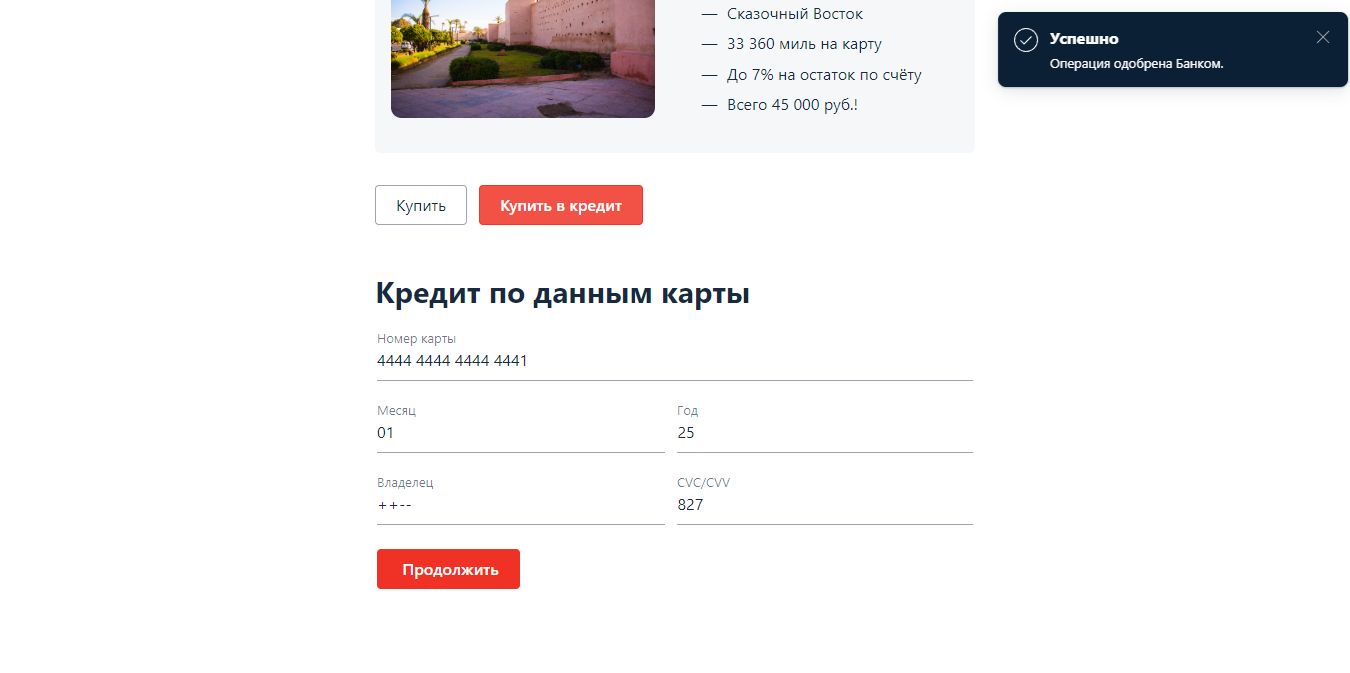 — Сказочный Восток
— 33 360 миль на карту
— До 7% на остаток по счёту
— Всего 45 000 руб.!
Успешно
Операция одобрена Банком.
Купить
Купить в кредит
Кредит по данным карты
Номер карты
4444 4444 4444 4441
Месяц
Год
01
25
Владелец
CVC/CVV
++--
827
Продолжить